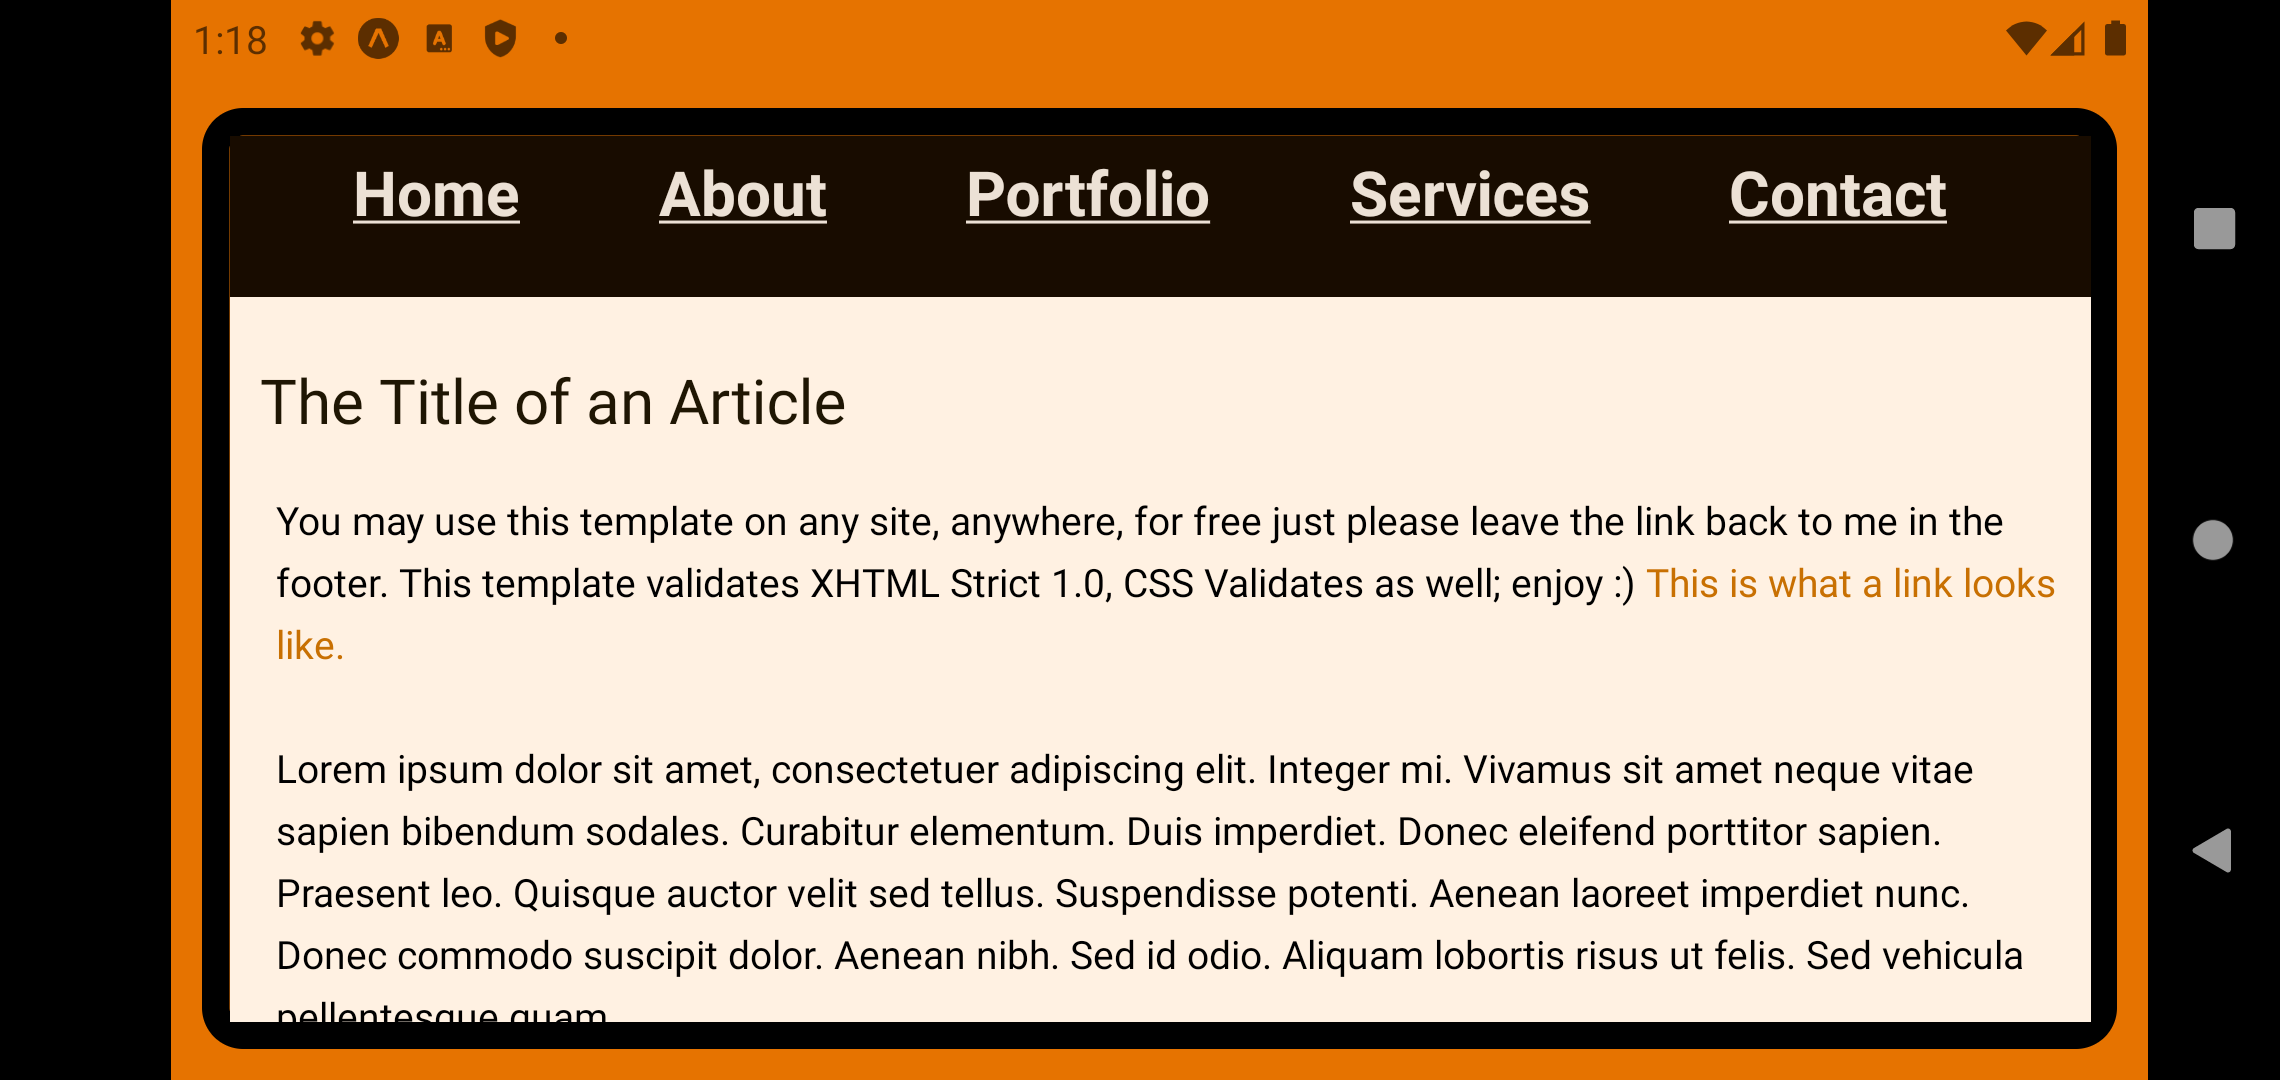 1:18
Home About Portfolio Services Contact
The Title of an Article
You may use this template on any site, anywhere, for free just please leave the link back to me in the
footer. This template validates XHTML Strict 1.0, CSS Validates as well; enjoy :) This is what a link looks
like.
Lorem ipsum dolor sit amet, consectetuer adipiscing elit. Integer mi. Vivamus sit amet neque vitae
sapien bibendum sodales. Curabitur elementum. Duis imperdiet. Donec eleifend porttitor sapien.
Praesent leo. Quisque auctor velit sed tellus. Suspendisse potenti. Aenean laoreet imperdiet nunc.
Donec commodo suscipit dolor. Aenean nibh. Sed id odio. Aliquam lobortis risus ut felis. Sed vehicula
pellentesque quam.